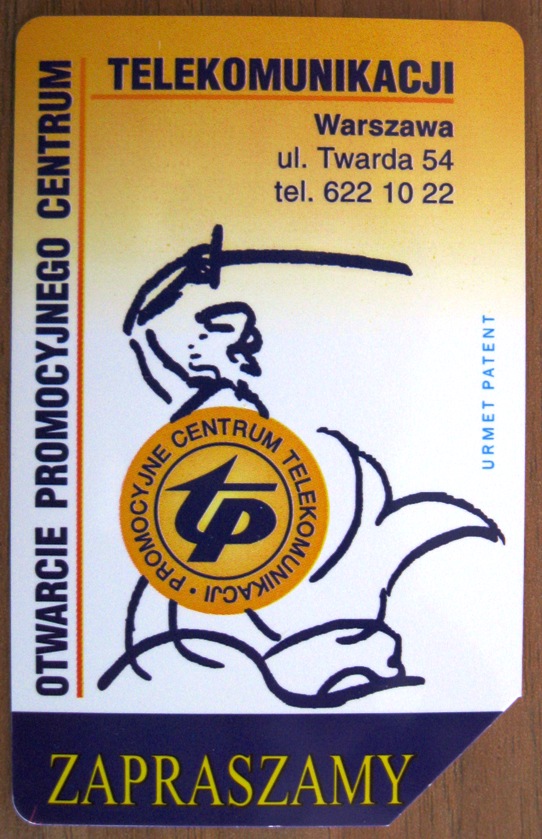 OTWARCIE PROMOCYJNEGO CENTRUM
TELEKOMUNIKACJI
Warszawa
ul. Twarda 54
tel. 622 10 22
URMET PATENT
PROMOCYJNE CENTRUM TELEKOMUNIKACJI •
tp
ZAPRASZAMY